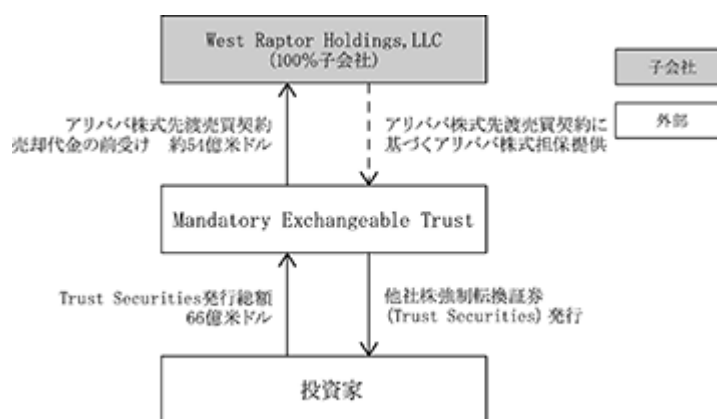 West Raptor Holdings,LLC
(100%子会社)
子会社
外部
アリババ株式先渡売買契約
売却代金の前受け 約54億米ドル
アリババ株式先渡売買契約に
基づくアリババ株式担保提供
Mandatory Exchangeable Trust
Trust Securities発行総額
66億米ドル
他社株強制転換証券
(Trust Securities)発行
投資家